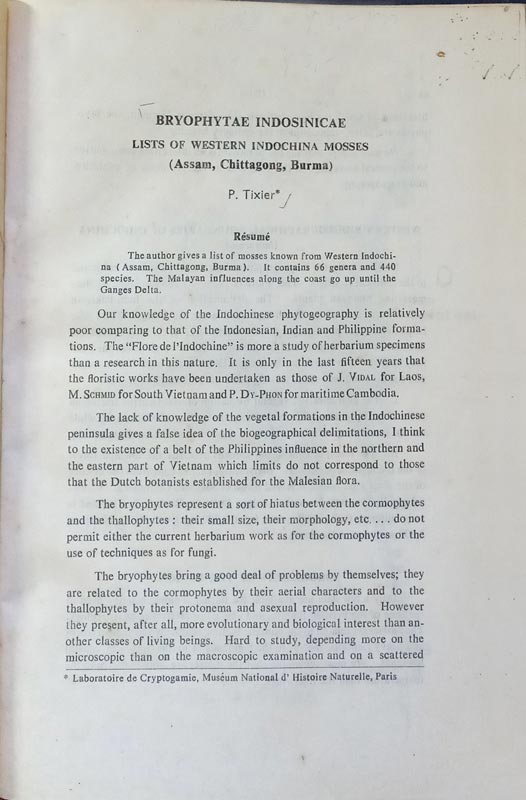 BRYOPHYTAE INDOSINICAE
LISTS OF WESTERN INDOCHINA MOSSES
(Assam, Chittagong, Burma)
P. Tixier*
Résumé
The author gives a list of mosses known from Western Indochi-
na (Assam, Chittagong, Burma). It contains 66 genera and 440
species. The Malayan influences along the coast go up until the
Ganges Delta.
Our knowledge of the Indochinese phytogeography is relatively
poor comparing to that of the Indonesian, Indian and Philippine forma-
tions. The "Flore de l'Indochine" is more a study of herbarium specimens
than a research in this nature. It is only in the last fifteen years that
the floristic works have been undertaken as those of J. VIDAL for Laos,
M. SCHMID for South Vietnam and P. DY-PHON for maritime Cambodia.
The lack of knowledge of the vegetal formations in the Indochinese
peninsula gives a false idea of the biogeographical delimitations, I think
to the existence of a belt of the Philippines influence in the northern and
the eastern part of Vietnam which limits do not correspond to those
that the Dutch botanists established for the Malesian flora.
The bryophytes represent a sort of hiatus between the cormophytes
and the thallophytes : their small size, their morphology, etc. . . . do not
permit either the current herbarium work as for the cormophytes or the
use of techniques as for fungi.
The bryophytes bring a good deal of problems by themselves; they
are related to the cormophytes by their aerial characters and to the
thallophytes by their protonema and asexual reproduction. However
they present, after all, more evolutionary and biological interest than an-
other classes of living beings. Hard to study, depending more on the
microscopic than on the macroscopic examination and on a scattered
* Laboratoire de Cryptogamie, Muséum National d' Histoire Naturelle, Paris